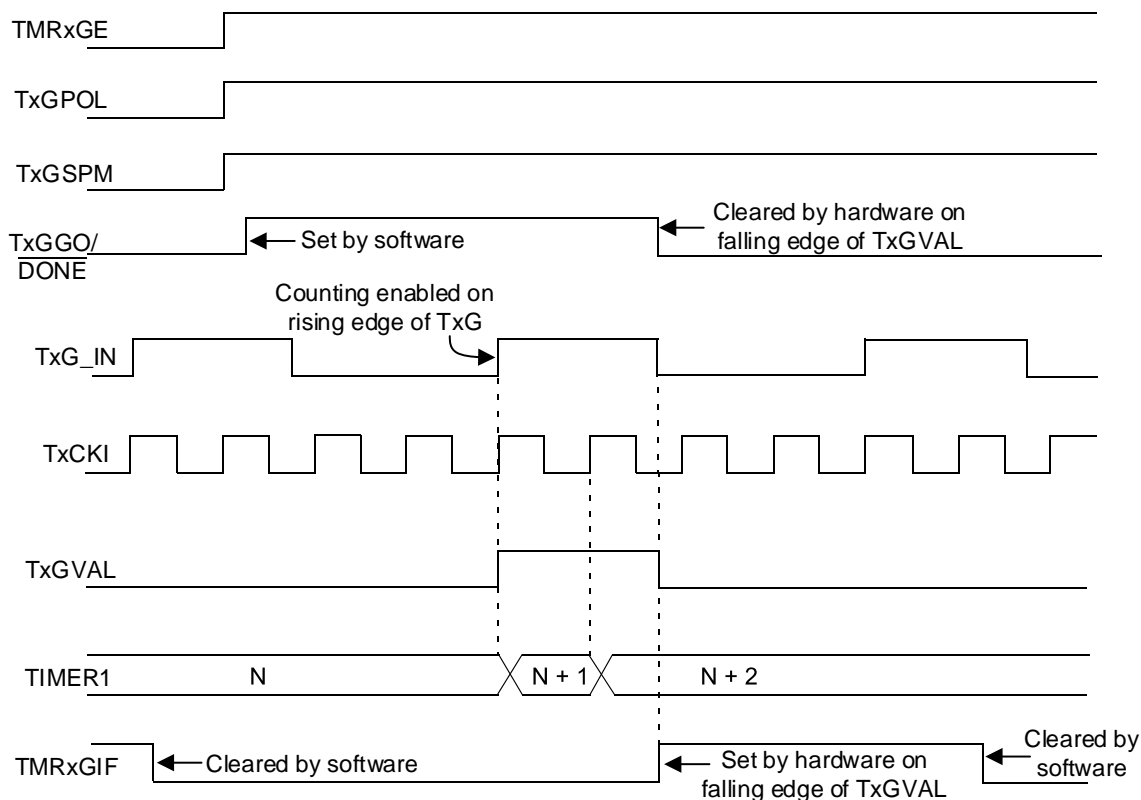 TMRxGE
TxGPOL
TxGSPM
TxGGO/
DONE
Set by software
Cleared by hardware on
falling edge of TxGVAL
Counting enabled on
rising edge of TxG
TxG_IN
TxCKI
TxGVAL
TIMER1
N
N + 1
N + 2
TMRxGIF
Cleared by software
Set by hardware on
falling edge of TxGVAL
Cleared by
software